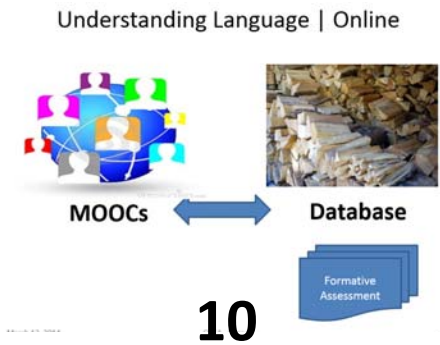 Understanding Language | Online
MOOCs
Database
Formative
Assessment
10